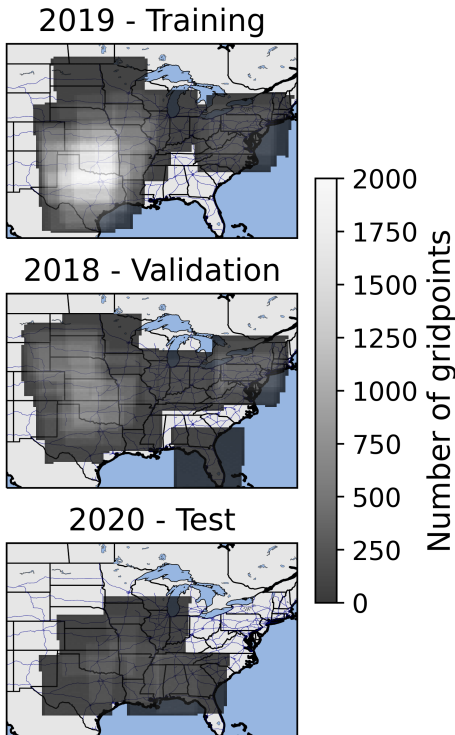 2019 - Training
2018 - Validation
2020 - Test
2000
1750
1500
1250
1000
750
500
250
0
Number of gridpoints